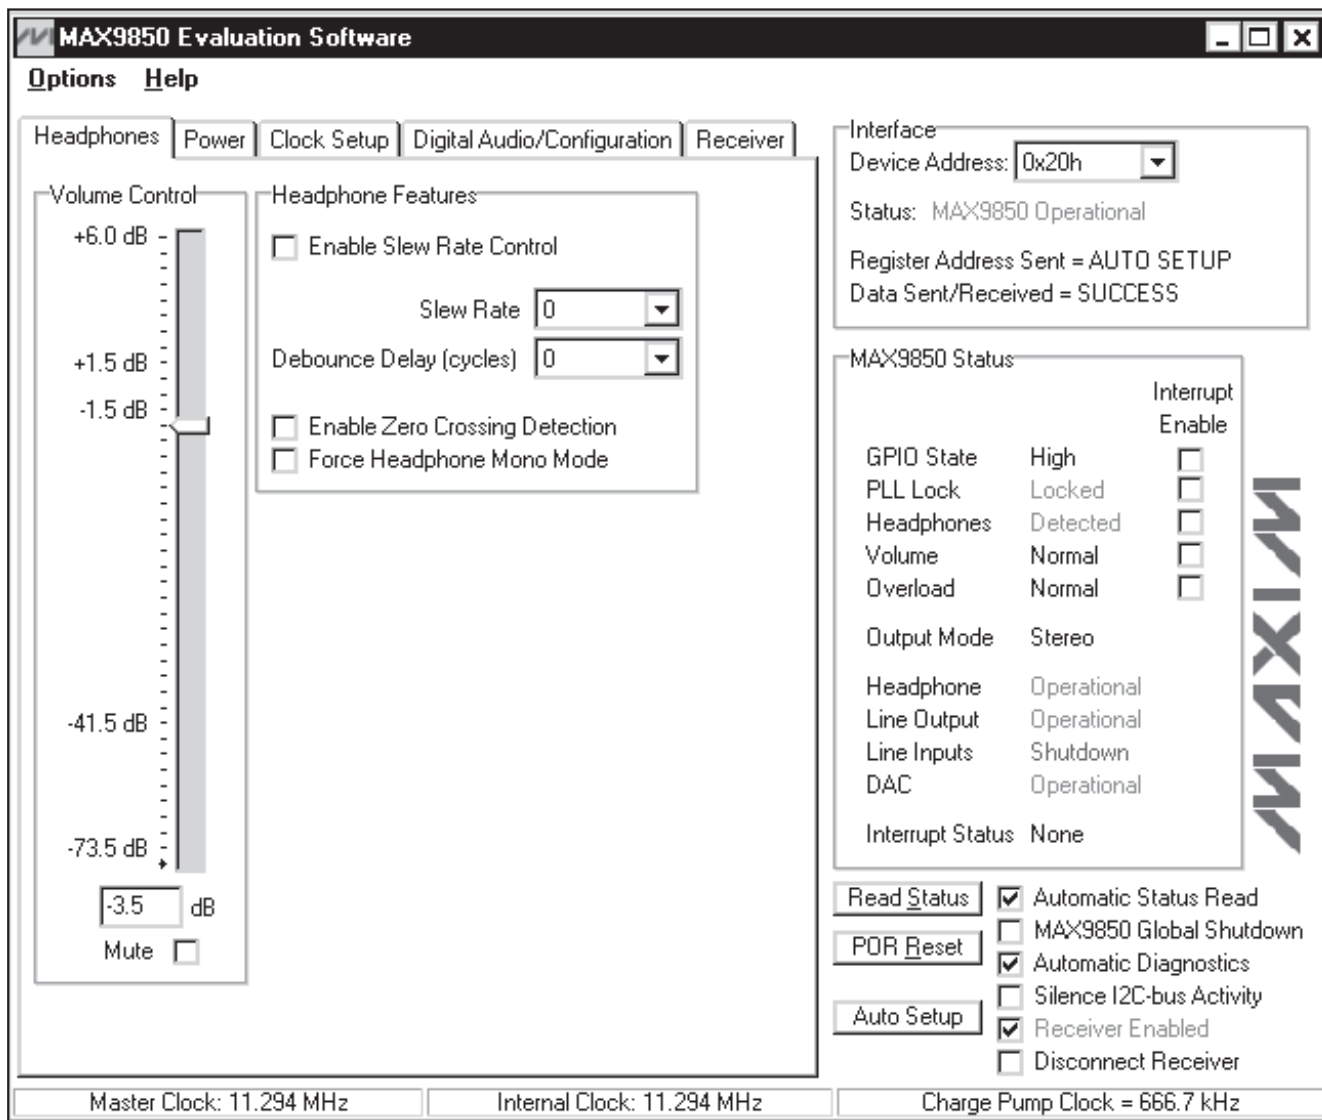 MAX9850 Evaluation Software
Options Help
Headphones Power Clock Setup Digital Audio/Configuration Receiver
Volume Control
+6.0 dB
+1.5 dB
-1.5 dB
-41.5 dB
-73.5 dB
-3.5 dB
Mute
Headphone Features
Enable Slew Rate Control
Slew Rate 0
Debounce Delay (cycles) 0
Enable Zero Crossing Detection
Force Headphone Mono Mode
Interface
Device Address: 0x20h
Status: MAX9850 Operational
Register Address Sent = AUTO SETUP
Data Sent/Received = SUCCESS
MAX9850 Status
Interrupt
Enable
GPIO State High
PLL Lock Locked
Headphones Detected
Volume Normal
Overload Normal
Output Mode Stereo
Headphone Operational
Line Output Operational
Line Inputs Shutdown
DAC Operational
Interrupt Status None
MAXIM
Read Status
POR Reset
Auto Setup
Automatic Status Read
MAX9850 Global Shutdown
Automatic Diagnostics
Silence I2C-bus Activity
Receiver Enabled
Disconnect Receiver
Master Clock: 11.294 MHz
Internal Clock: 11.294 MHz
Charge Pump Clock = 666.7 kHz